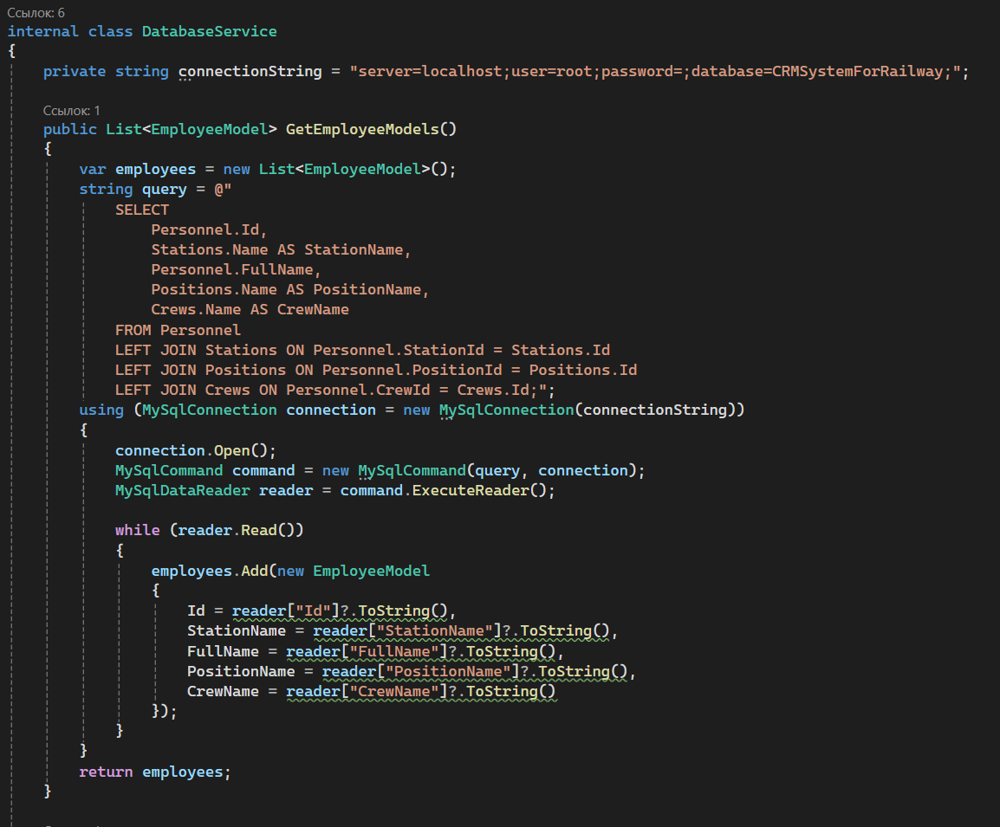 Ссылок: 6
internal class DatabaseService
{
    private string connectionString = "server=localhost;user=root;password=;database=CRMSystemForRailway;";

    Ссылок: 1
    public List<EmployeeModel> GetEmployeeModels()
    {
        var employees = new List<EmployeeModel>();
        string query = @"
            SELECT
                Personnel.Id,
                Stations.Name AS StationName,
                Personnel.FullName,
                Positions.Name AS PositionName,
                Crews.Name AS CrewName
            FROM Personnel
            LEFT JOIN Stations ON Personnel.StationId = Stations.Id
            LEFT JOIN Positions ON Personnel.PositionId = Positions.Id
            LEFT JOIN Crews ON Personnel.CrewId = Crews.Id;";
        using (MySqlConnection connection = new MySqlConnection(connectionString))
        {
            connection.Open();
            MySqlCommand command = new MySqlCommand(query, connection);
            MySqlDataReader reader = command.ExecuteReader();

            while (reader.Read())
            {
                employees.Add(new EmployeeModel
                {
                    Id = reader["Id"]?.ToString(),
                    StationName = reader["StationName"]?.ToString(),
                    FullName = reader["FullName"]?.ToString(),
                    PositionName = reader["PositionName"]?.ToString(),
                    CrewName = reader["CrewName"]?.ToString()
                });
            }
        }
        return employees;
    }